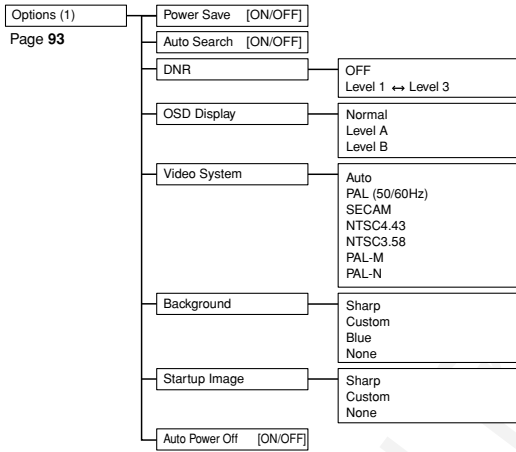 Options (1)
Page 93
Power Save [ON/OFF]
Auto Search [ON/OFF]
DNR
OFF
Level 1 ↔ Level 3
OSD Display
Normal
Level A
Level B
Video System
Auto
PAL (50/60Hz)
SECAM
NTSC4.43
NTSC3.58
PAL-M
PAL-N
Background
Sharp
Custom
Blue
None
Startup Image
Sharp
Custom
None
Auto Power Off [ON/OFF]